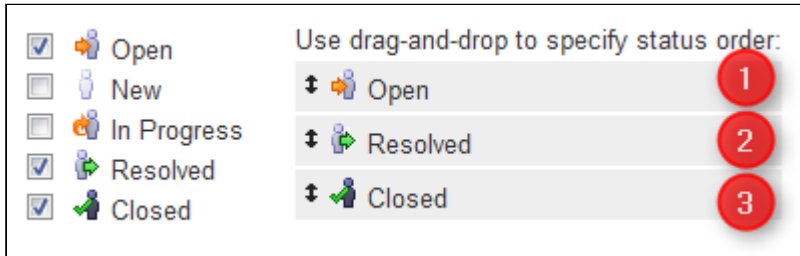 Open
New
In Progress
Resolved
Closed
Use drag-and-drop to specify status order:
Open 1
Resolved 2
Closed 3